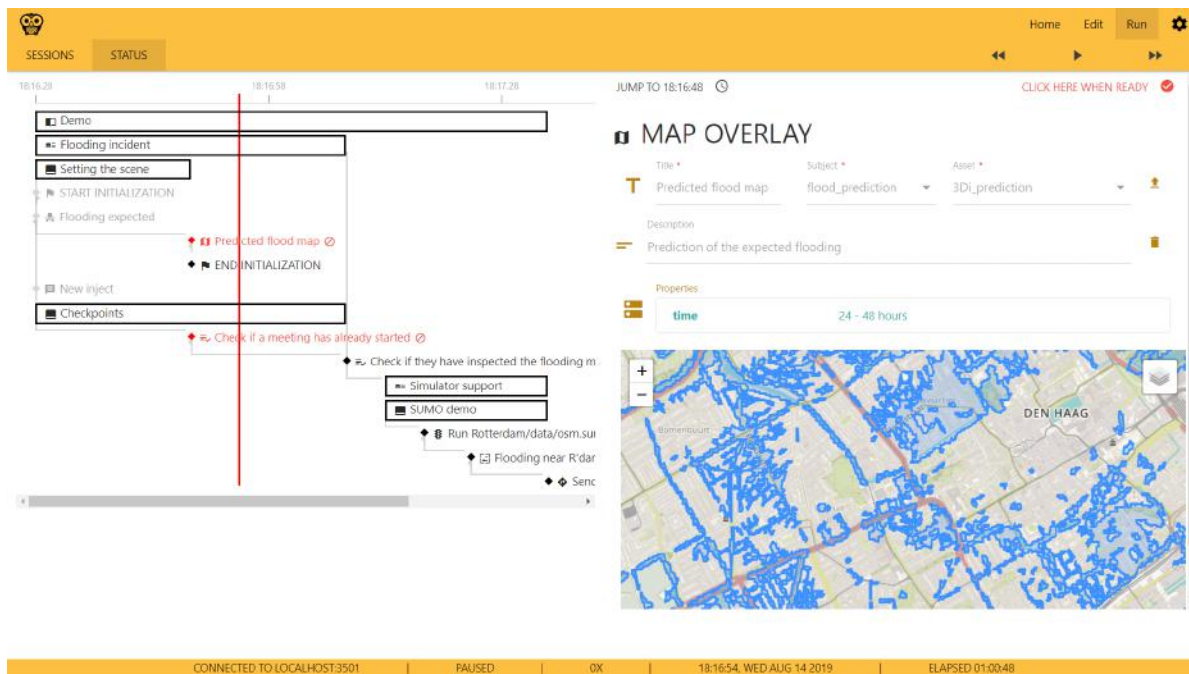 Home Edit Run
SESSIONS STATUS
18:16.28 18:16.58 17:17.28
JUMP TO 18:16:48 CLICK HERE WHEN READY
Demo
Flooding incident
Setting the scene
START INITIALIZATION
Flooding expected
Predicted flood map
END INITIALIZATION
New inject
Checkpoints
Check if a meeting has already started
Check if they have inspected the flooding m
Simulator support
SUMO demo
Run Rotterdam/data/osm.sur
Flooding near R'dar
Senc
MAP OVERLAY
Title * Subject * Asset *
Predicted flood map flood_prediction 3Di_prediction
Description
Prediction of the expected flooding
Properties
time 24 - 48 hours
+
−
DEN HAAG
Bomenbuurt
CONNECTED TO LOCALHOST:3501 | PAUSED | 0X | 18:16:54, WED AUG 14 2019 | ELAPSED 01:00:48